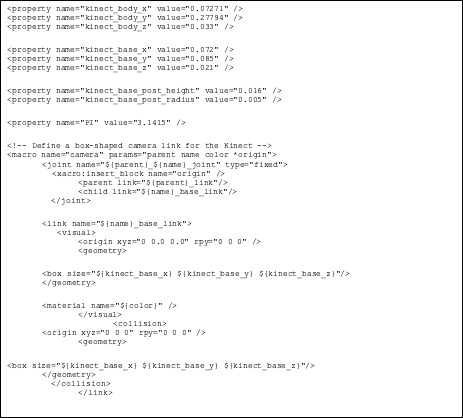 <property name="kinect_body_x" value="0.07271" />
<property name="kinect_body_y" value="0.27794" />
<property name="kinect_body_z" value="0.033" />
<property name="kinect_base_x" value="0.072" />
<property name="kinect_base_y" value="0.085" />
<property name="kinect_base_z" value="0.021" />
<property name="kinect_base_post_height" value="0.016" />
<property name="kinect_base_post_radius" value="0.005" />
<property name="PI" value="3.1415" />
<!-- Define a box-shaped camera link for the Kinect -->
<macro name="camera" params="parent name color *origin">
<joint name="${parent}_${name}_joint" type="fixed">
<xacro:insert_block name="origin" />
<parent link="${parent}_link"/>
<child link="${name}_base_link"/>
</joint>
<link name="${name}_base_link">
<visual>
<origin xyz="0 0.0 0.0" rpy="0 0 0" />
<geometry>
<box size="${kinect_base_x} ${kinect_base_y} ${kinect_base_z}"/>
</geometry>
<material name="${color}" />
</visual>
<collision>
<origin xyz="0 0 0" rpy="0 0 0" />
<geometry>
<box size="${kinect_base_x} ${kinect_base_y} ${kinect_base_z}"/>
</geometry>
</collision>
</link>